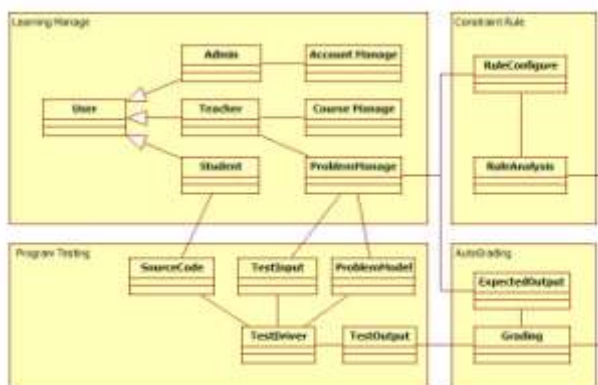 Learning Manage
Constraint Rule
Admin
Account Manage
RuleConfigure
User
Teacher
Course Manage
Student
ProblemManage
RuleAnalysis
Program Testing
AutoGrading
SourceCode
TestInput
ProblemModel
ExpectedOutput
TestDriver
TestOutput
Grading